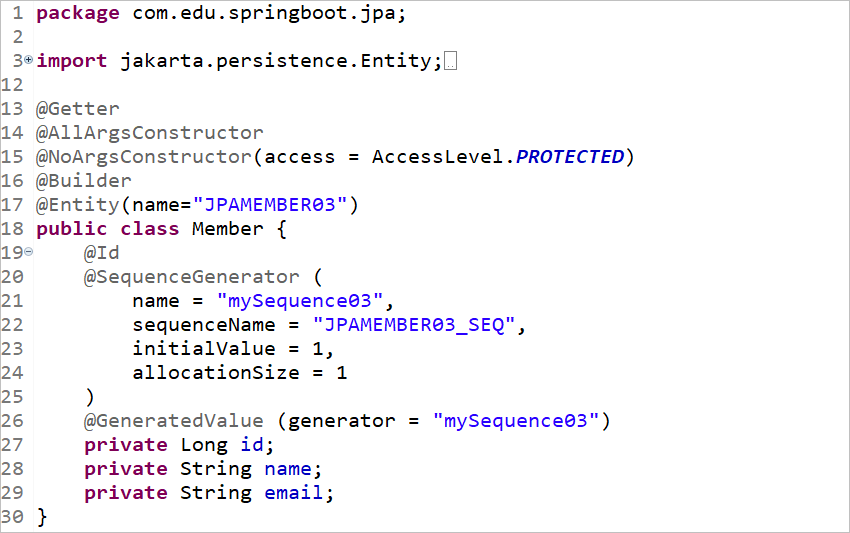 1 package com.edu.springboot.jpa;
2
3 import jakarta.persistence.Entity;
12
13 @Getter
14 @AllArgsConstructor
15 @NoArgsConstructor(access = AccessLevel.PROTECTED)
16 @Builder
17 @Entity(name="JPAMEMBER03")
18 public class Member {
19     @Id
20     @SequenceGenerator (
21         name = "mySequence03",
22         sequenceName = "JPAMEMBER03_SEQ",
23         initialValue = 1,
24         allocationSize = 1
25     )
26     @GeneratedValue (generator = "mySequence03")
27     private Long id;
28     private String name;
29     private String email;
30 }